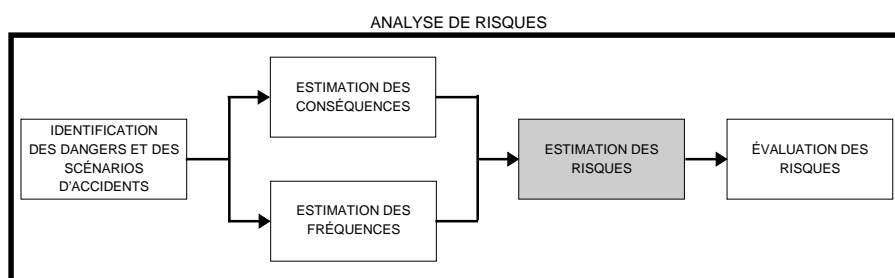 ANALYSE DE RISQUES
IDENTIFICATION
DES DANGERS ET DES
SCÉNARIOS
D'ACCIDENTS
ESTIMATION DES
CONSÉQUENCES
ESTIMATION DES
FRÉQUENCES
ESTIMATION DES
RISQUES
ÉVALUATION DES
RISQUES